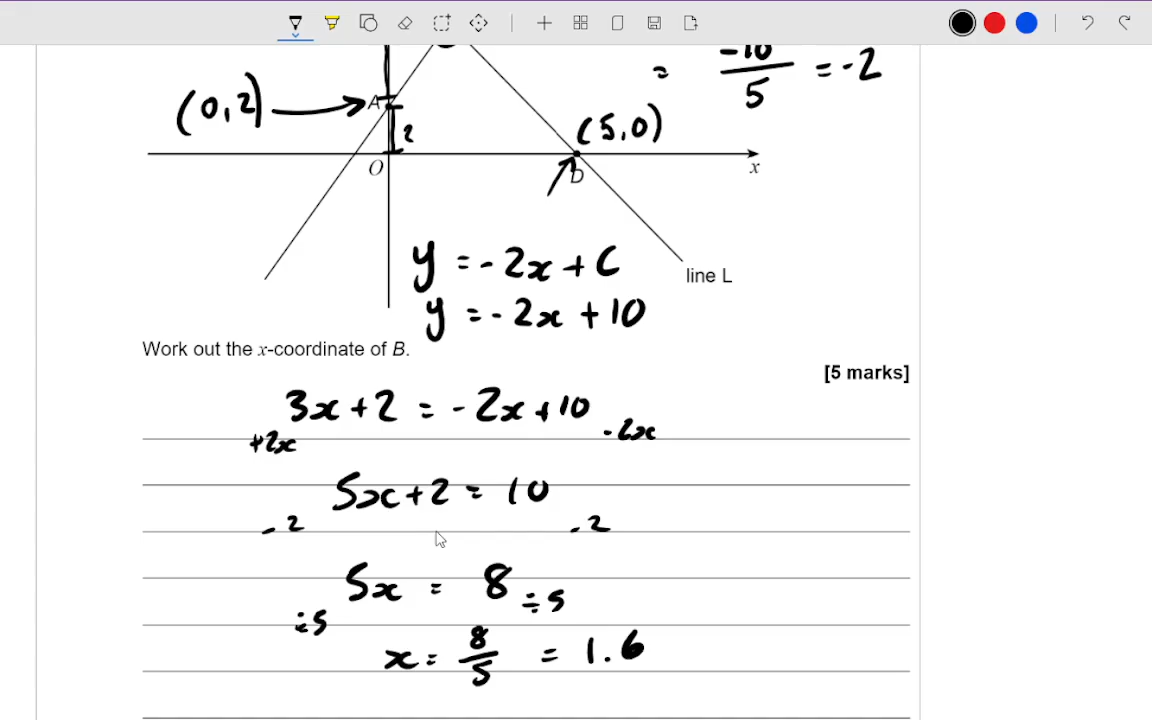 -10
= — = -2
5
(0,2) A
2
(5,0)
O D x
y = -2x + C
line L
y = -2x + 10
Work out the x-coordinate of B.
[5 marks]
3x + 2 = -2x + 10
+2x -2x
5x + 2 = 10
-2 -2
5x = 8
÷5 ÷5
x = 8/5 = 1.6